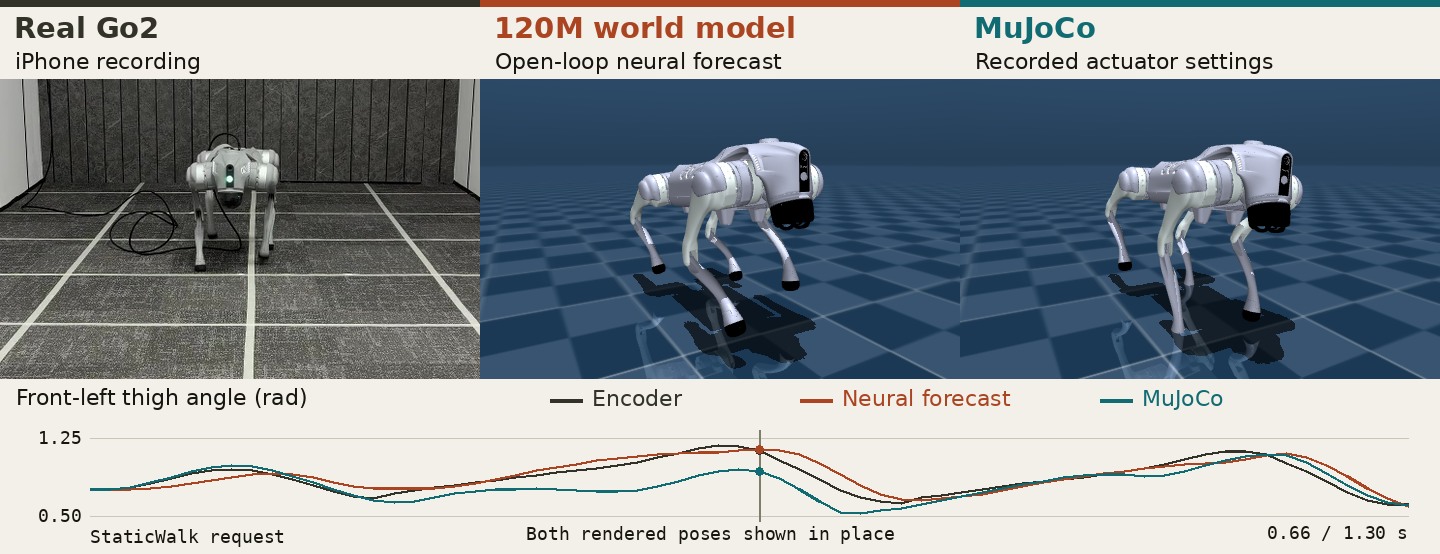 Real Go2
iPhone recording
120M world model
Open-loop neural forecast
MuJoCo
Recorded actuator settings
Front-left thigh angle (rad)
Encoder
Neural forecast
MuJoCo
1.25
0.50
StaticWalk request
Both rendered poses shown in place
0.66 / 1.30 s